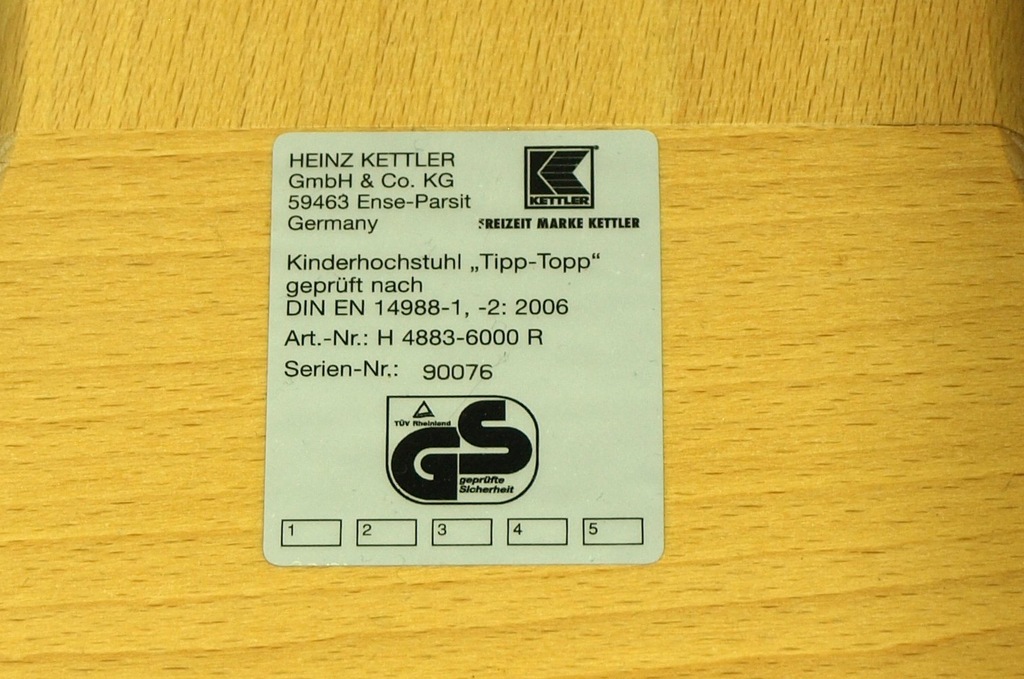 HEINZ KETTLER
GmbH & Co. KG
59463 Ense-Parsit
Germany
KETTLER
FREIZEIT MARKE KETTLER
Kinderhochstuhl „Tipp-Topp“
geprüft nach
DIN EN 14988-1, -2: 2006
Art.-Nr.: H 4883-6000 R
Serien-Nr.: 90076
TÜV Rheinland
GS
geprüfte
Sicherheit
1 2 3 4 5